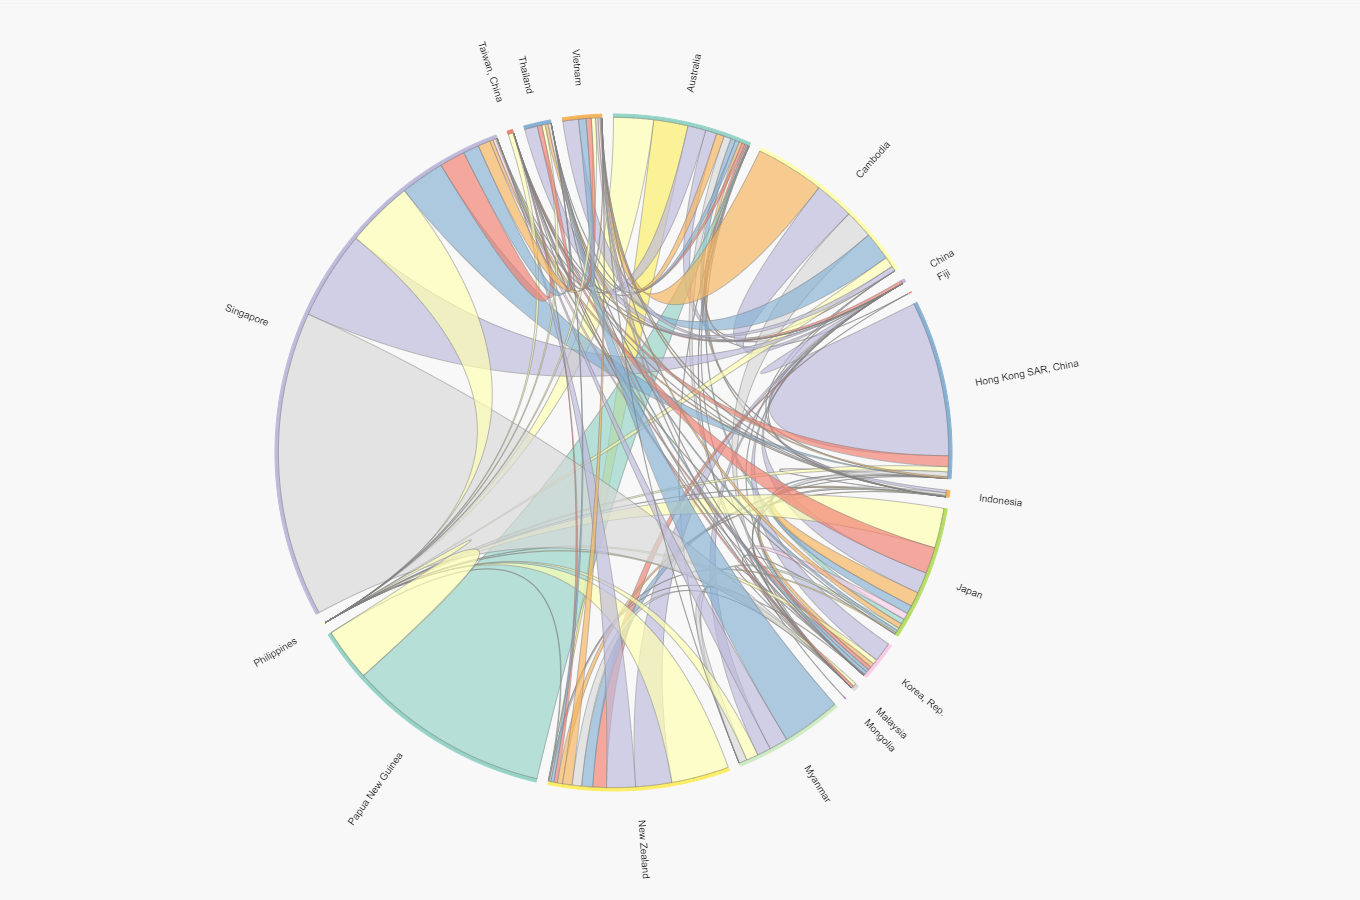 Australia
Cambodia
China
Fiji
Hong Kong SAR, China
Indonesia
Japan
Korea, Rep.
Malaysia
Mongolia
Myanmar
New Zealand
Papua New Guinea
Philippines
Singapore
Taiwan, China
Thailand
Vietnam